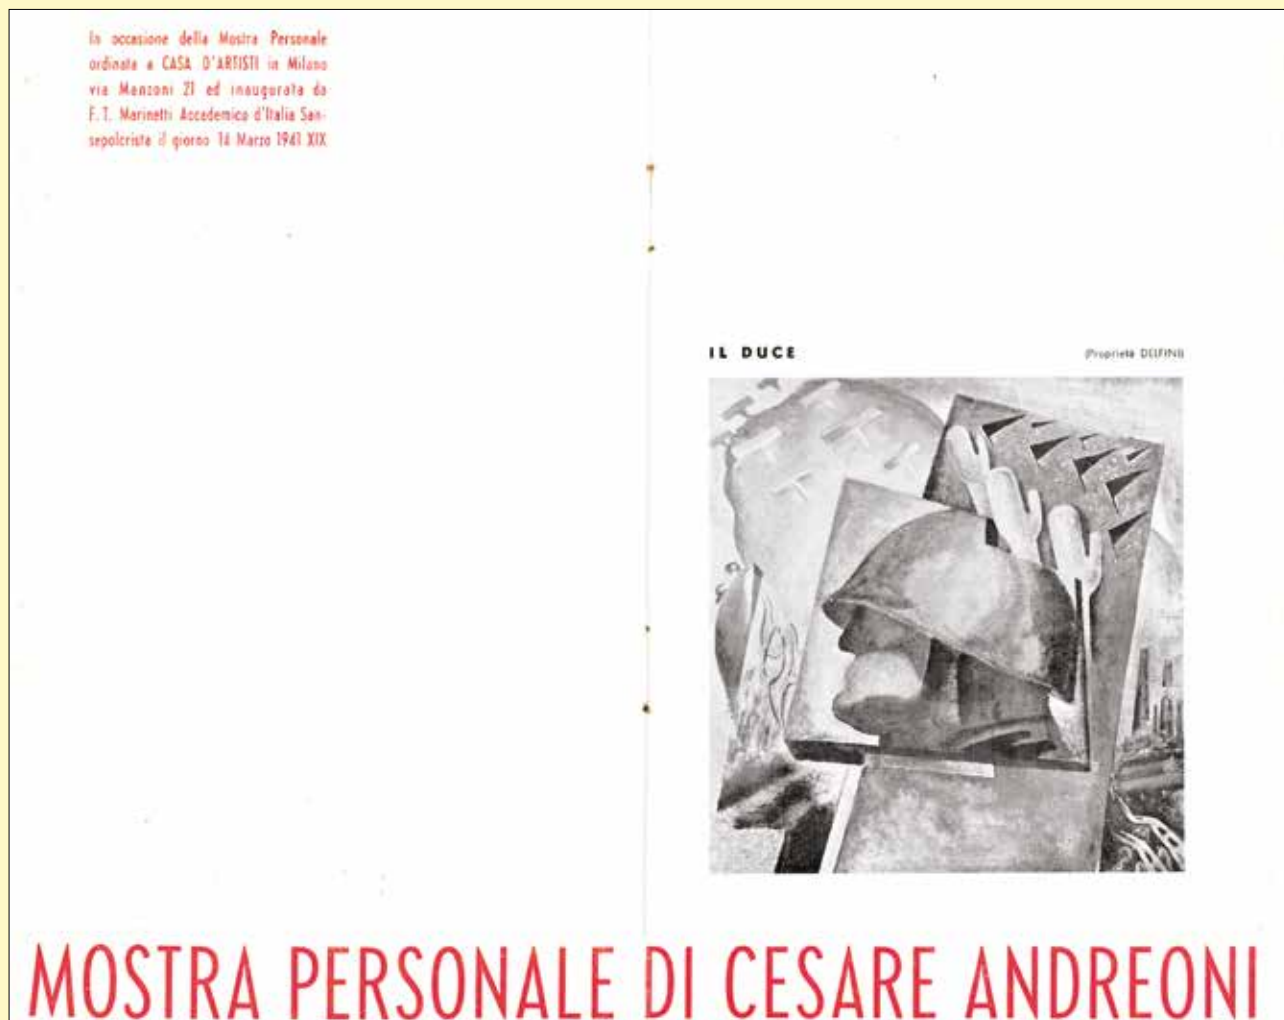 In occasione della Mostra Personale
ordinata a CASA D'ARTISTI in Milano
via Manzoni 21 ed inaugurata da
F. T. Marinetti Accademico d'Italia San-
sepolcrista il giorno 14 Marzo 1941 XIX
IL DUCE (Proprietà DELFINI)
MOSTRA PERSONALE DI CESARE ANDREONI